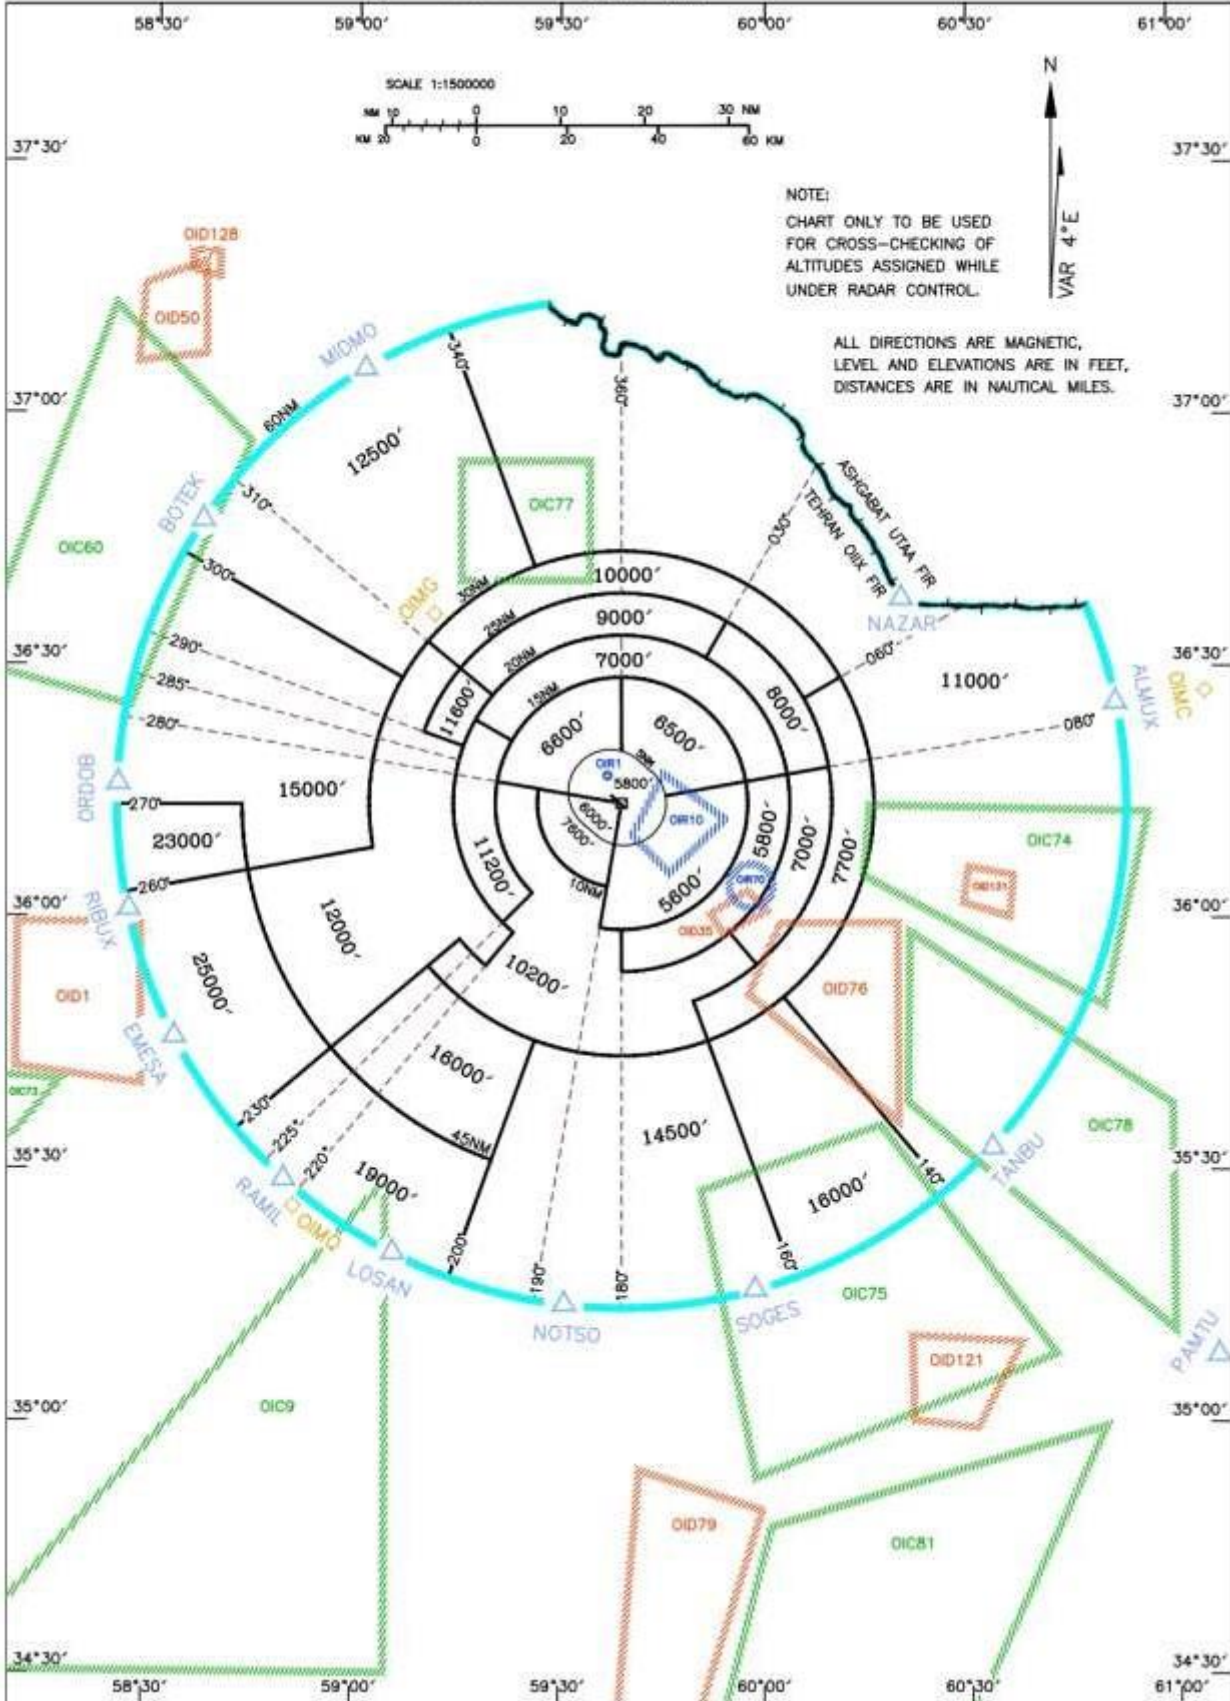 58°30′
59°00′
59°30′
60°00′
60°30′
61°00′
SCALE 1:1500000
NM 10 0 10 20 30 NM
KM 20 0 20 40 60 KM
N
VAR 4°E
37°30′
37°30′
NOTE:
CHART ONLY TO BE USED
FOR CROSS-CHECKING OF
ALTITUDES ASSIGNED WHILE
UNDER RADAR CONTROL.
ALL DIRECTIONS ARE MAGNETIC,
LEVEL AND ELEVATIONS ARE IN FEET,
DISTANCES ARE IN NAUTICAL MILES.
OID128
OID50
MIDMO
340°
360°
37°00′
37°00′
60NM
12500′
BOTEK
310°
OIC77
030°
ASHGABAT UTAA FIR
TEHRAN OIIX FIR
OIC60
300°
OIMG
30NM
10000′
25NM
9000′
NAZAR
20NM
7000′
060°
36°30′
36°30′
290°
285°
280°
11600′
15NM
6600′
6500′
8000′
11000′
080°
ALMUX
OIMC
ORDOB
OIR1
5NM
5800′
15000′
270°
23000′
260°
6000′
7600′
10NM
OIR10
5800′
7000′
7700′
OIC74
OID131
11200′
5600′
OIR70
OID35
36°00′
36°00′
RIBUX
12000′
25000′
OID1
10200′
OID76
EMESA
OIC73
16000′
230°
225°
220°
45NM
14500′
OIC78
35°30′
35°30′
RAMIL
OIMQ
19000′
TANBU
140°
16000′
LOSAN
200°
190°
180°
160°
NOTSO
SOGES
OIC75
OID121
PAMTU
OIC9
35°00′
35°00′
OID79
OIC81
34°30′
34°30′
58°30′
59°00′
59°30′
60°00′
60°30′
61°00′